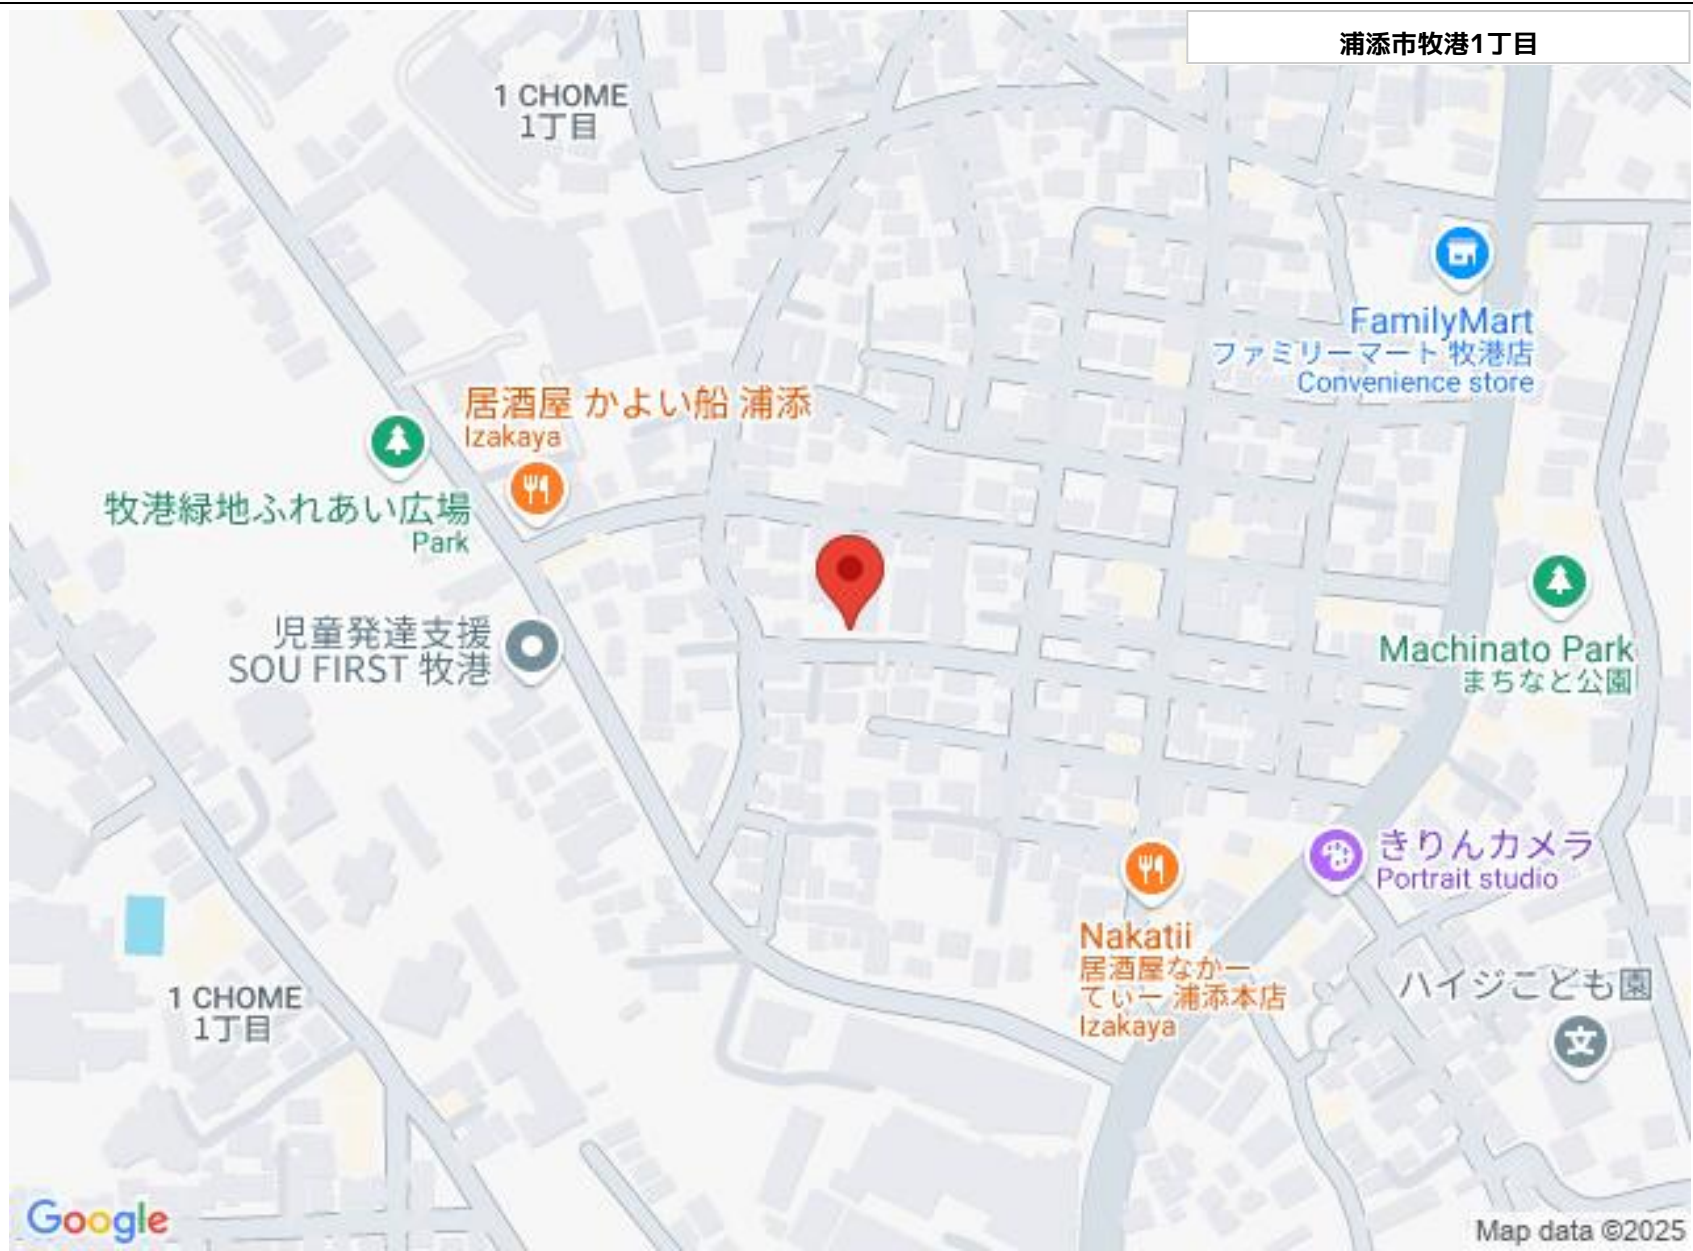 浦添市牧港1丁目
1 CHOME
1丁目
FamilyMart
ファミリーマート 牧港店
Convenience store
居酒屋 かよい船 浦添
Izakaya
牧港緑地ふれあい広場
Park
児童発達支援
SOU FIRST 牧港
Machinato Park
まちなと公園
きりんカメラ
Portrait studio
Nakatii
居酒屋なかー
てぃー 浦添本店
Izakaya
ハイジこども園
文
1 CHOME
1丁目
Google
Map data ©2025